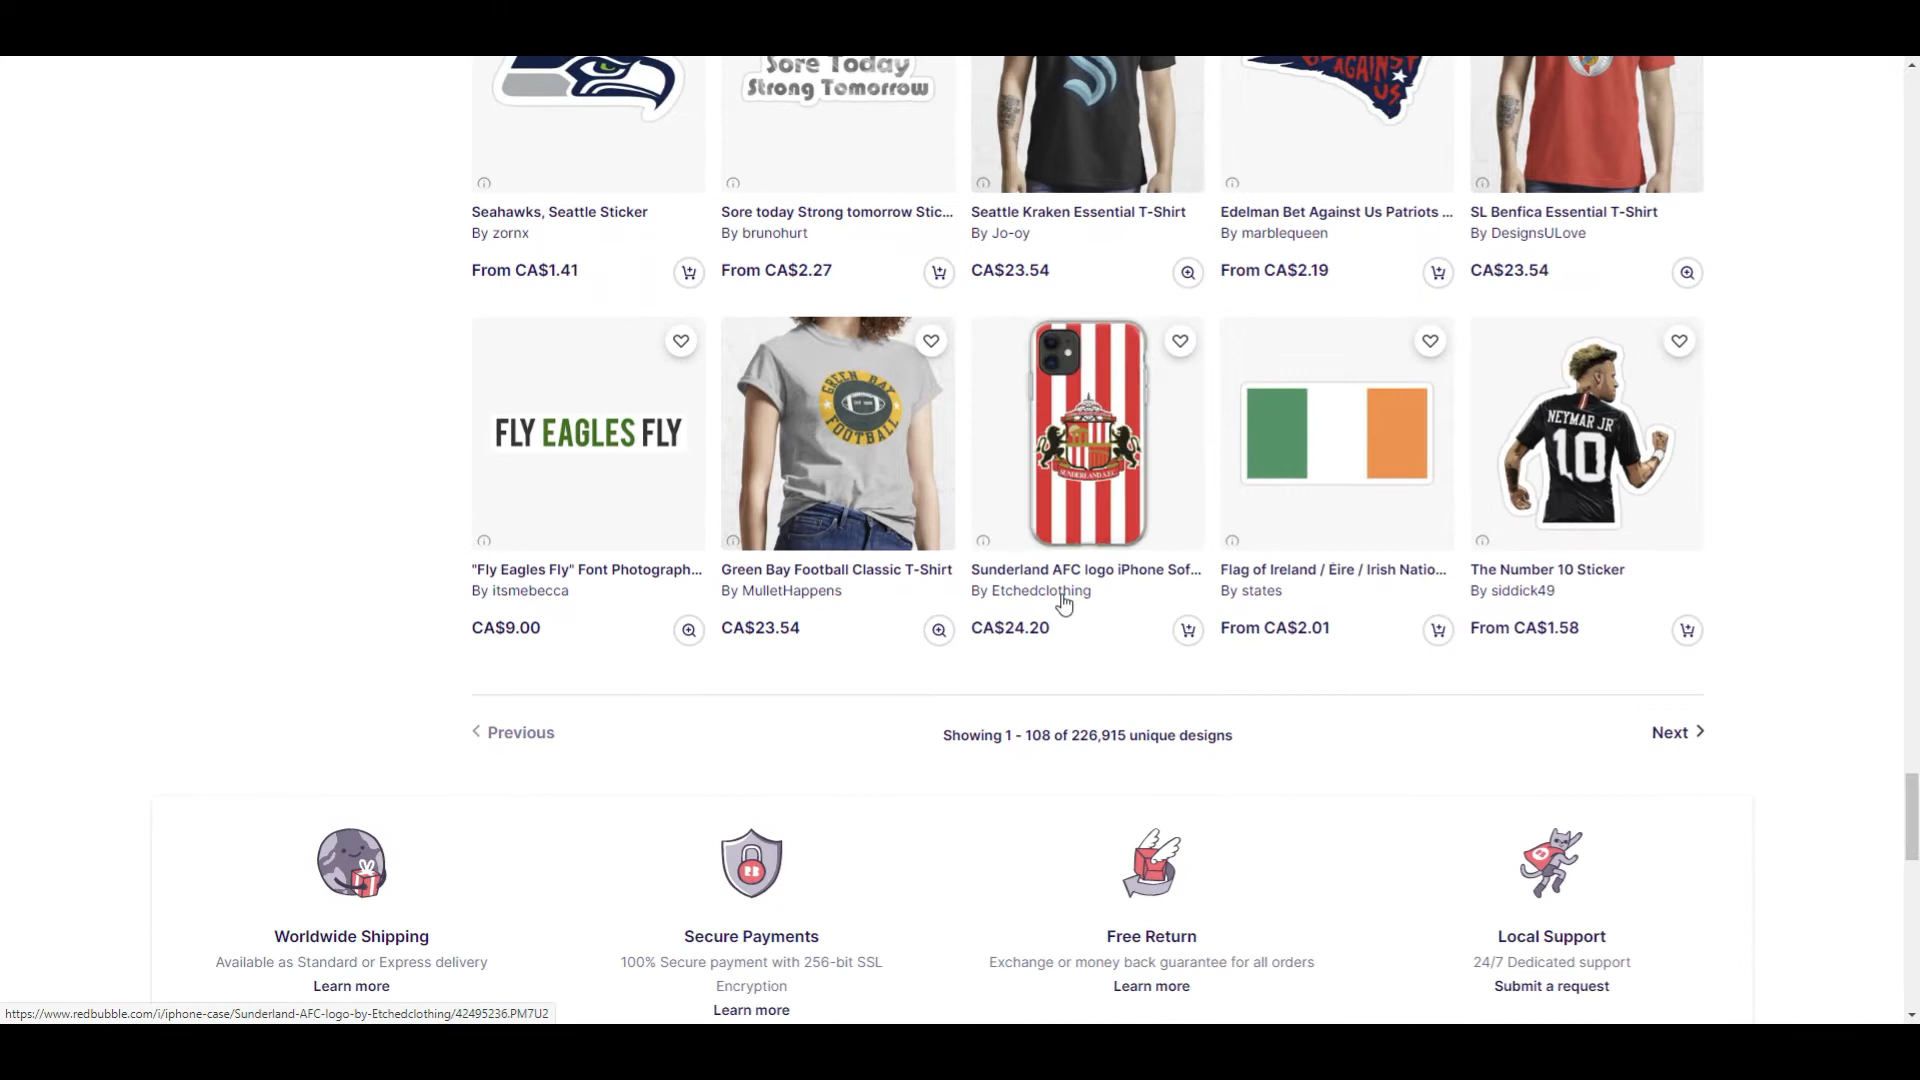 Sore Today
Strong Tomorrow
AGAINST
US
Seahawks, Seattle Sticker
By zornx
From CA$1.41
Sore today Strong tomorrow Stic...
By brunohurt
From CA$2.27
Seattle Kraken Essential T-Shirt
By Jo-oy
CA$23.54
Edelman Bet Against Us Patriots ...
By marblequeen
From CA$2.19
SL Benfica Essential T-Shirt
By DesignsULove
CA$23.54
FLY EAGLES FLY
GREEN BAY
FOOTBALL
SUNDERLAND A.F.C.
NEYMAR JR
10
"Fly Eagles Fly" Font Photograph...
By itsmebecca
CA$9.00
Green Bay Football Classic T-Shirt
By MulletHappens
CA$23.54
Sunderland AFC logo iPhone Sof...
By Etchedclothing
CA$24.20
Flag of Ireland / Éire / Irish Natio...
By states
From CA$2.01
The Number 10 Sticker
By siddick49
From CA$1.58
Previous
Showing 1 - 108 of 226,915 unique designs
Next
RB
Worldwide Shipping
Available as Standard or Express delivery
Learn more
Secure Payments
100% Secure payment with 256-bit SSL
Encryption
Learn more
Free Return
Exchange or money back guarantee for all orders
Learn more
Local Support
24/7 Dedicated support
Submit a request
https://www.redbubble.com/i/iphone-case/Sunderland-AFC-logo-by-Etchedclothing/42495236.PM7U2